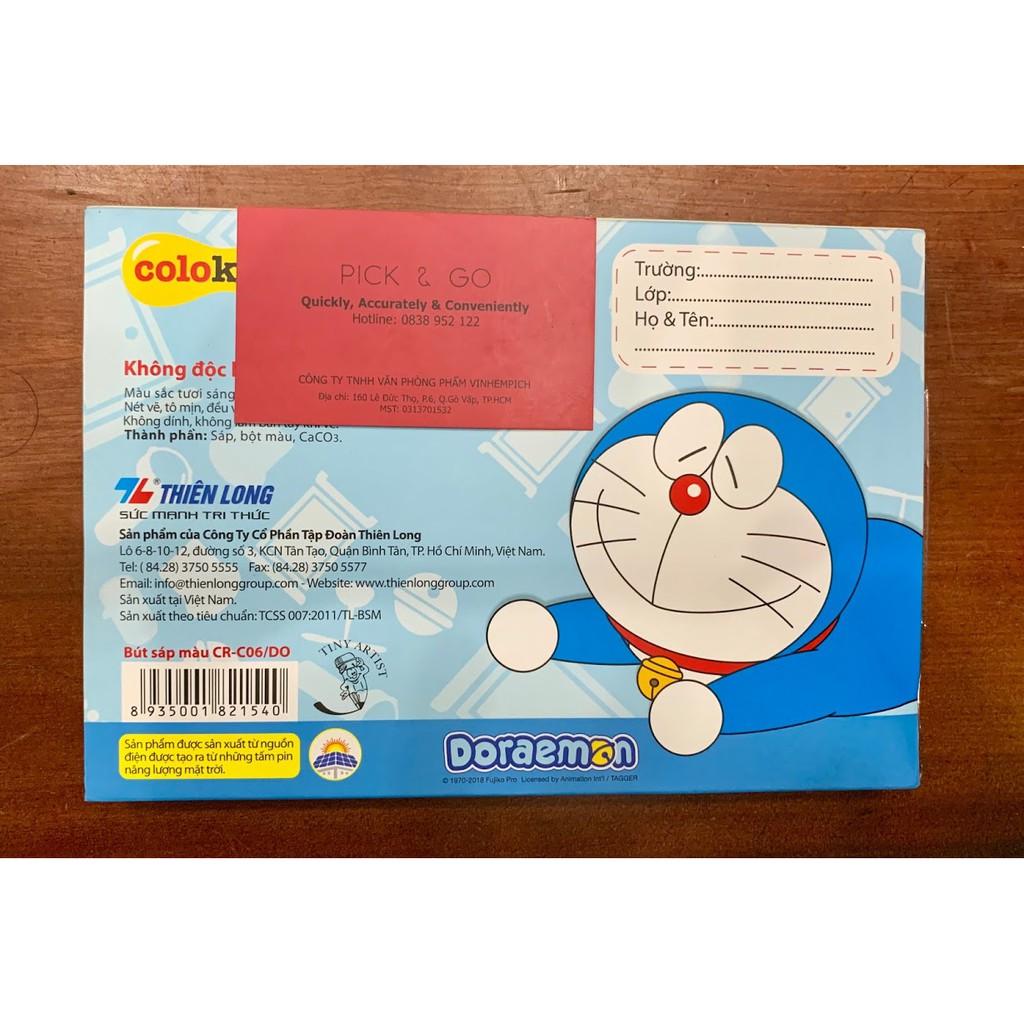 colok
PICK & GO
Quickly, Accurately & Conveniently
Hotline: 0838 952 122
CÔNG TY TNHH VĂN PHÒNG PHẨM VINHEMPICH
Địa chỉ: 160 Lê Đức Thọ, P.6, Q.Gò Vấp, TP.HCM
MST: 0313701532
Trường:
Lớp:
Họ & Tên:
Không độc
Màu sắc tươi sáng
Nét vẽ, tô mịn, đều
Không dính, không làm bẩn tay khi vẽ.
Thành phần: Sáp, bột màu, CaCO3.
TL® THIÊN LONG
SỨC MẠNH TRI THỨC
Sản phẩm của Công Ty Cổ Phần Tập Đoàn Thiên Long
Lô 6-8-10-12, đường số 3, KCN Tân Tạo, Quận Bình Tân, TP. Hồ Chí Minh, Việt Nam.
Tel: ( 84.28) 3750 5555 Fax: (84.28) 3750 5577
Email: info@thienlonggroup.com - Website: www.thienlonggroup.com
Sản xuất tại Việt Nam.
Sản xuất theo tiêu chuẩn: TCSS 007:2011/TL-BSM
Bút sáp màu CR-C06/DO
TINY ARTIST
8 935001 821540
Sản phẩm được sản xuất từ nguồn
điện được tạo ra từ những tấm pin
năng lượng mặt trời.
Doraemon
© 1970-2018 Fujiko Pro. Licensed by Animation Int'l / TAGGER